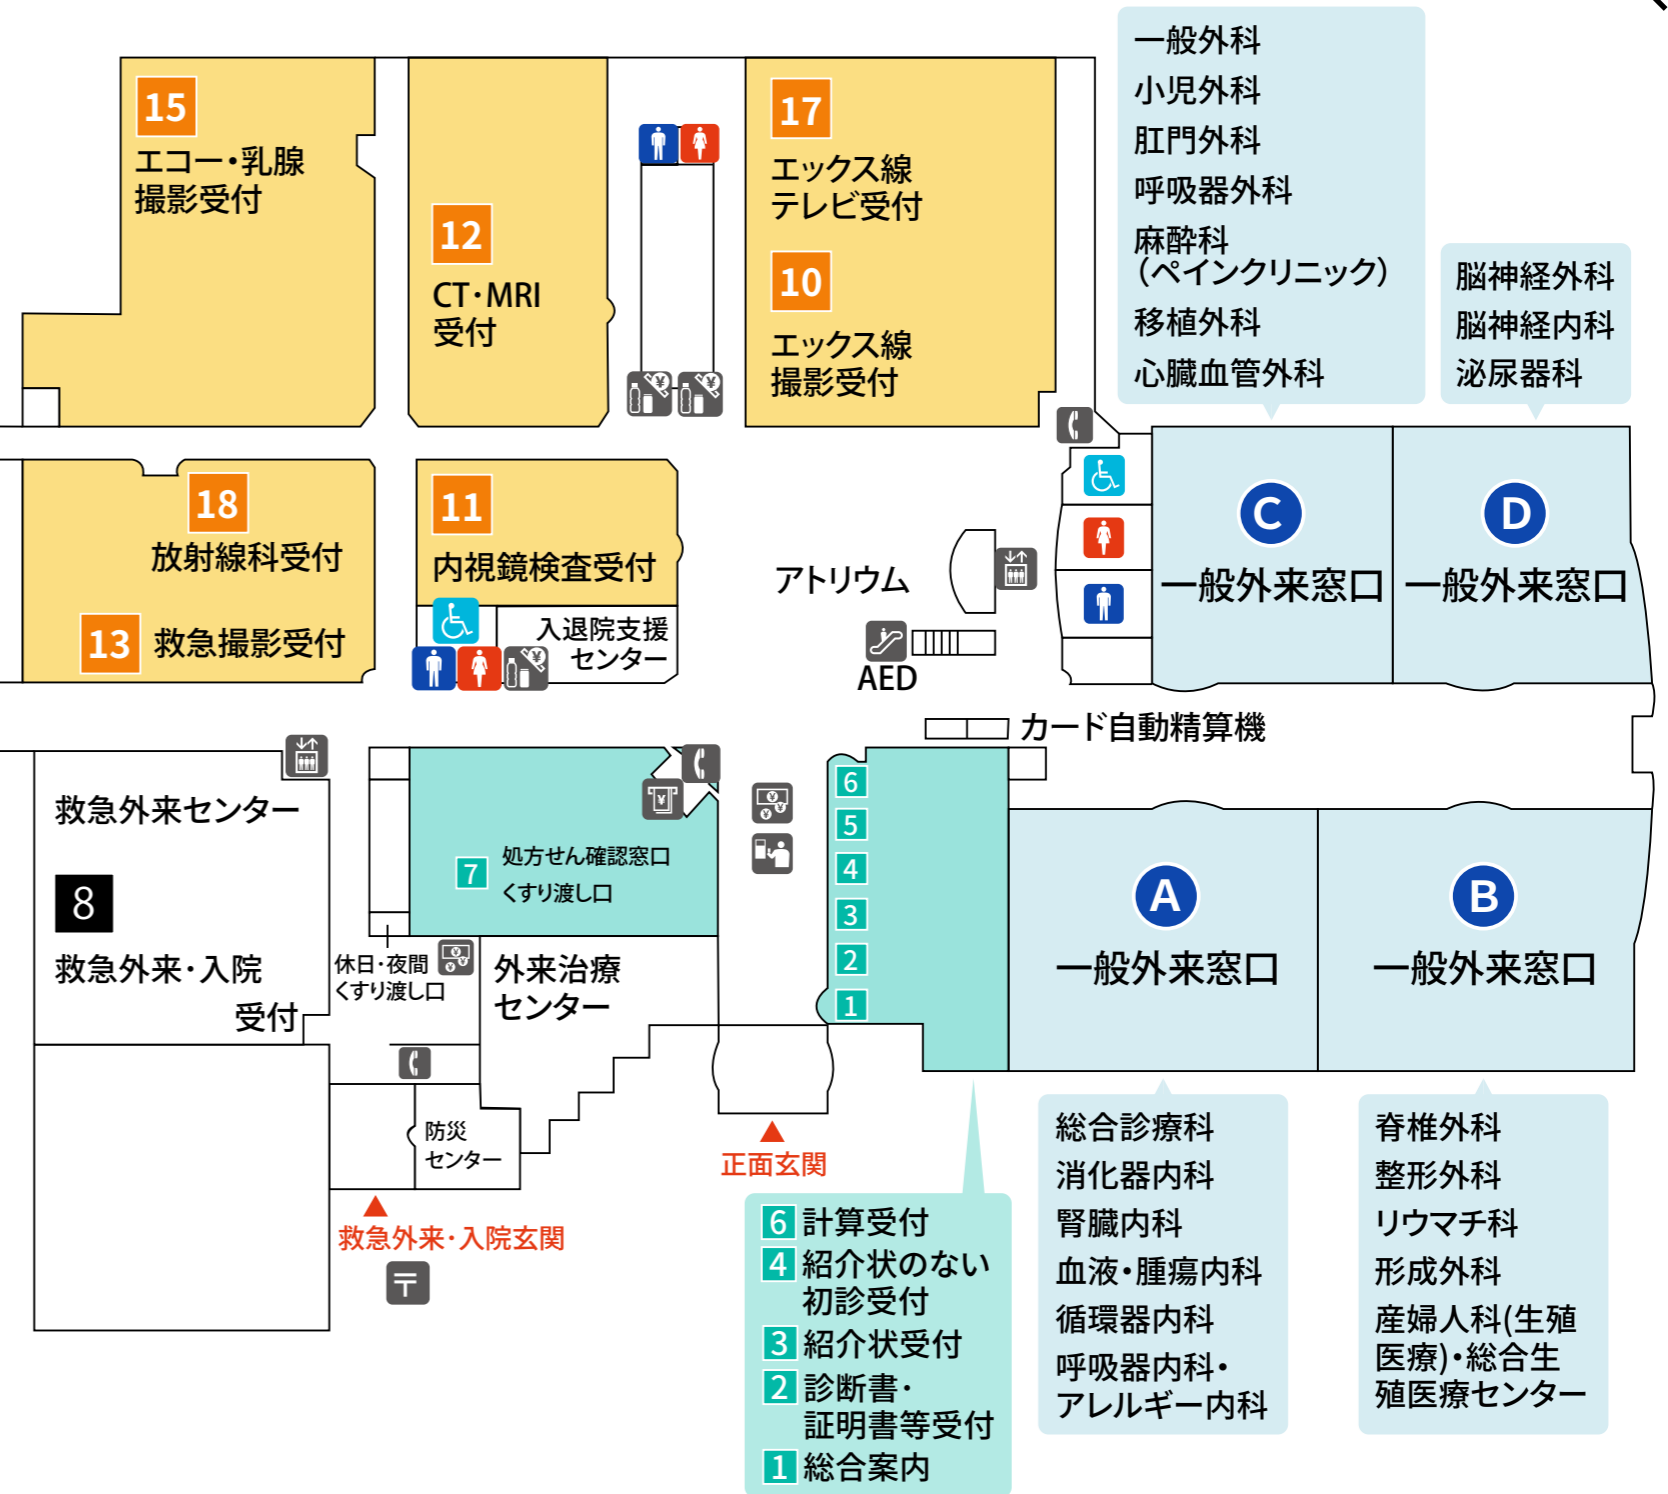 15
エコー・乳腺
撮影受付
12
CT・MRI
受付
17
エックス線
テレビ受付
10
エックス線
撮影受付
一般外科
小児外科
肛門外科
呼吸器外科
麻酔科
（ペインクリニック）
移植外科
心臓血管外科
脳神経外科
脳神経内科
泌尿器科
18
放射線科受付
13 救急撮影受付
11
内視鏡検査受付
入退院支援
センター
アトリウム
AED
C
一般外来窓口
D
一般外来窓口
カード自動精算機
救急外来センター
8
救急外来・入院
受付
7
処方せん確認窓口
くすり渡し口
休日・夜間
くすり渡し口
外来治療
センター
6
5
4
3
2
1
A
一般外来窓口
B
一般外来窓口
防災
センター
正面玄関
救急外来・入院玄関
〒
6 計算受付
4 紹介状のない
初診受付
3 紹介状受付
2 診断書・
証明書等受付
1 総合案内
総合診療科
消化器内科
腎臓内科
血液・腫瘍内科
循環器内科
呼吸器内科・
アレルギー内科
脊椎外科
整形外科
リウマチ科
形成外科
産婦人科(生殖
医療)・総合生
殖医療センター